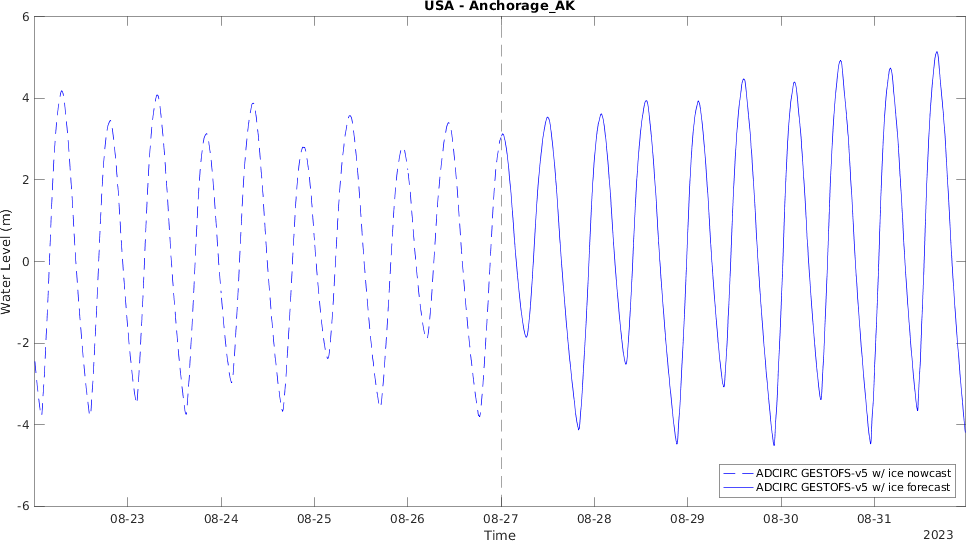 USA - Anchorage_AK
6
4
2
0
-2
-4
-6
Water Level (m)
08-23 08-24 08-25 08-26 08-27 08-28 08-29 08-30 08-31
Time
2023
ADCIRC GESTOFS-v5 w/ ice nowcast
ADCIRC GESTOFS-v5 w/ ice forecast